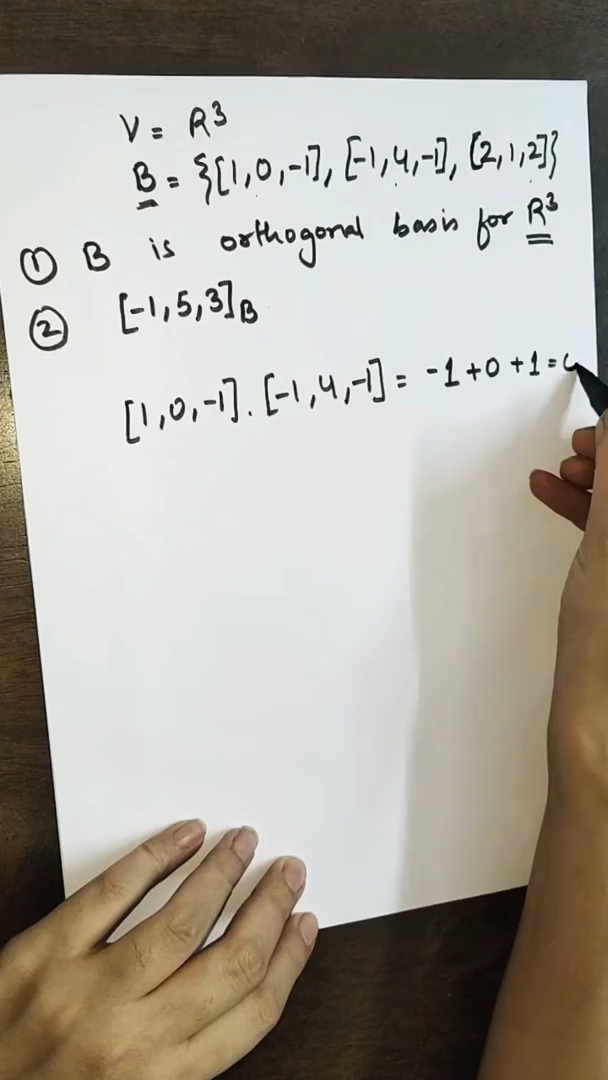 V = R³
B = {[1,0,-1], [-1,4,-1], [2,1,2]}
① B is orthogonal basis for R³
② [-1,5,3]B
[1,0,-1] . [-1,4,-1] = -1+0+1=